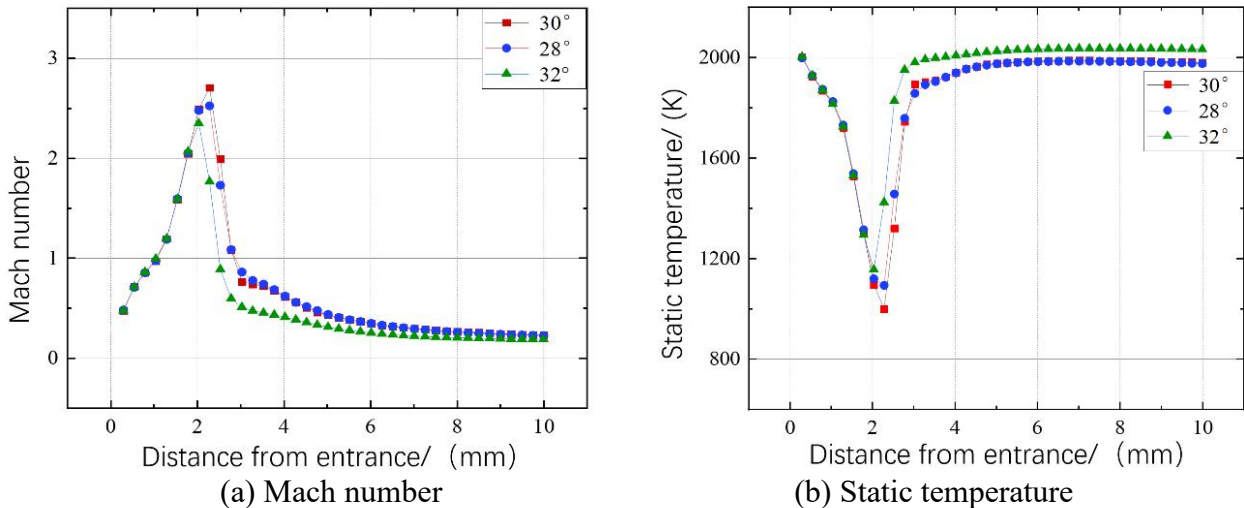 30°
28°
32°
3
2
1
0
Mach number
0 2 4 6 8 10
Distance from entrance/ （mm）
(a) Mach number
2000
1600
1200
800
Static temperature/ (K)
30°
28°
32°
0 2 4 6 8 10
Distance from entrance/ （mm）
(b) Static temperature